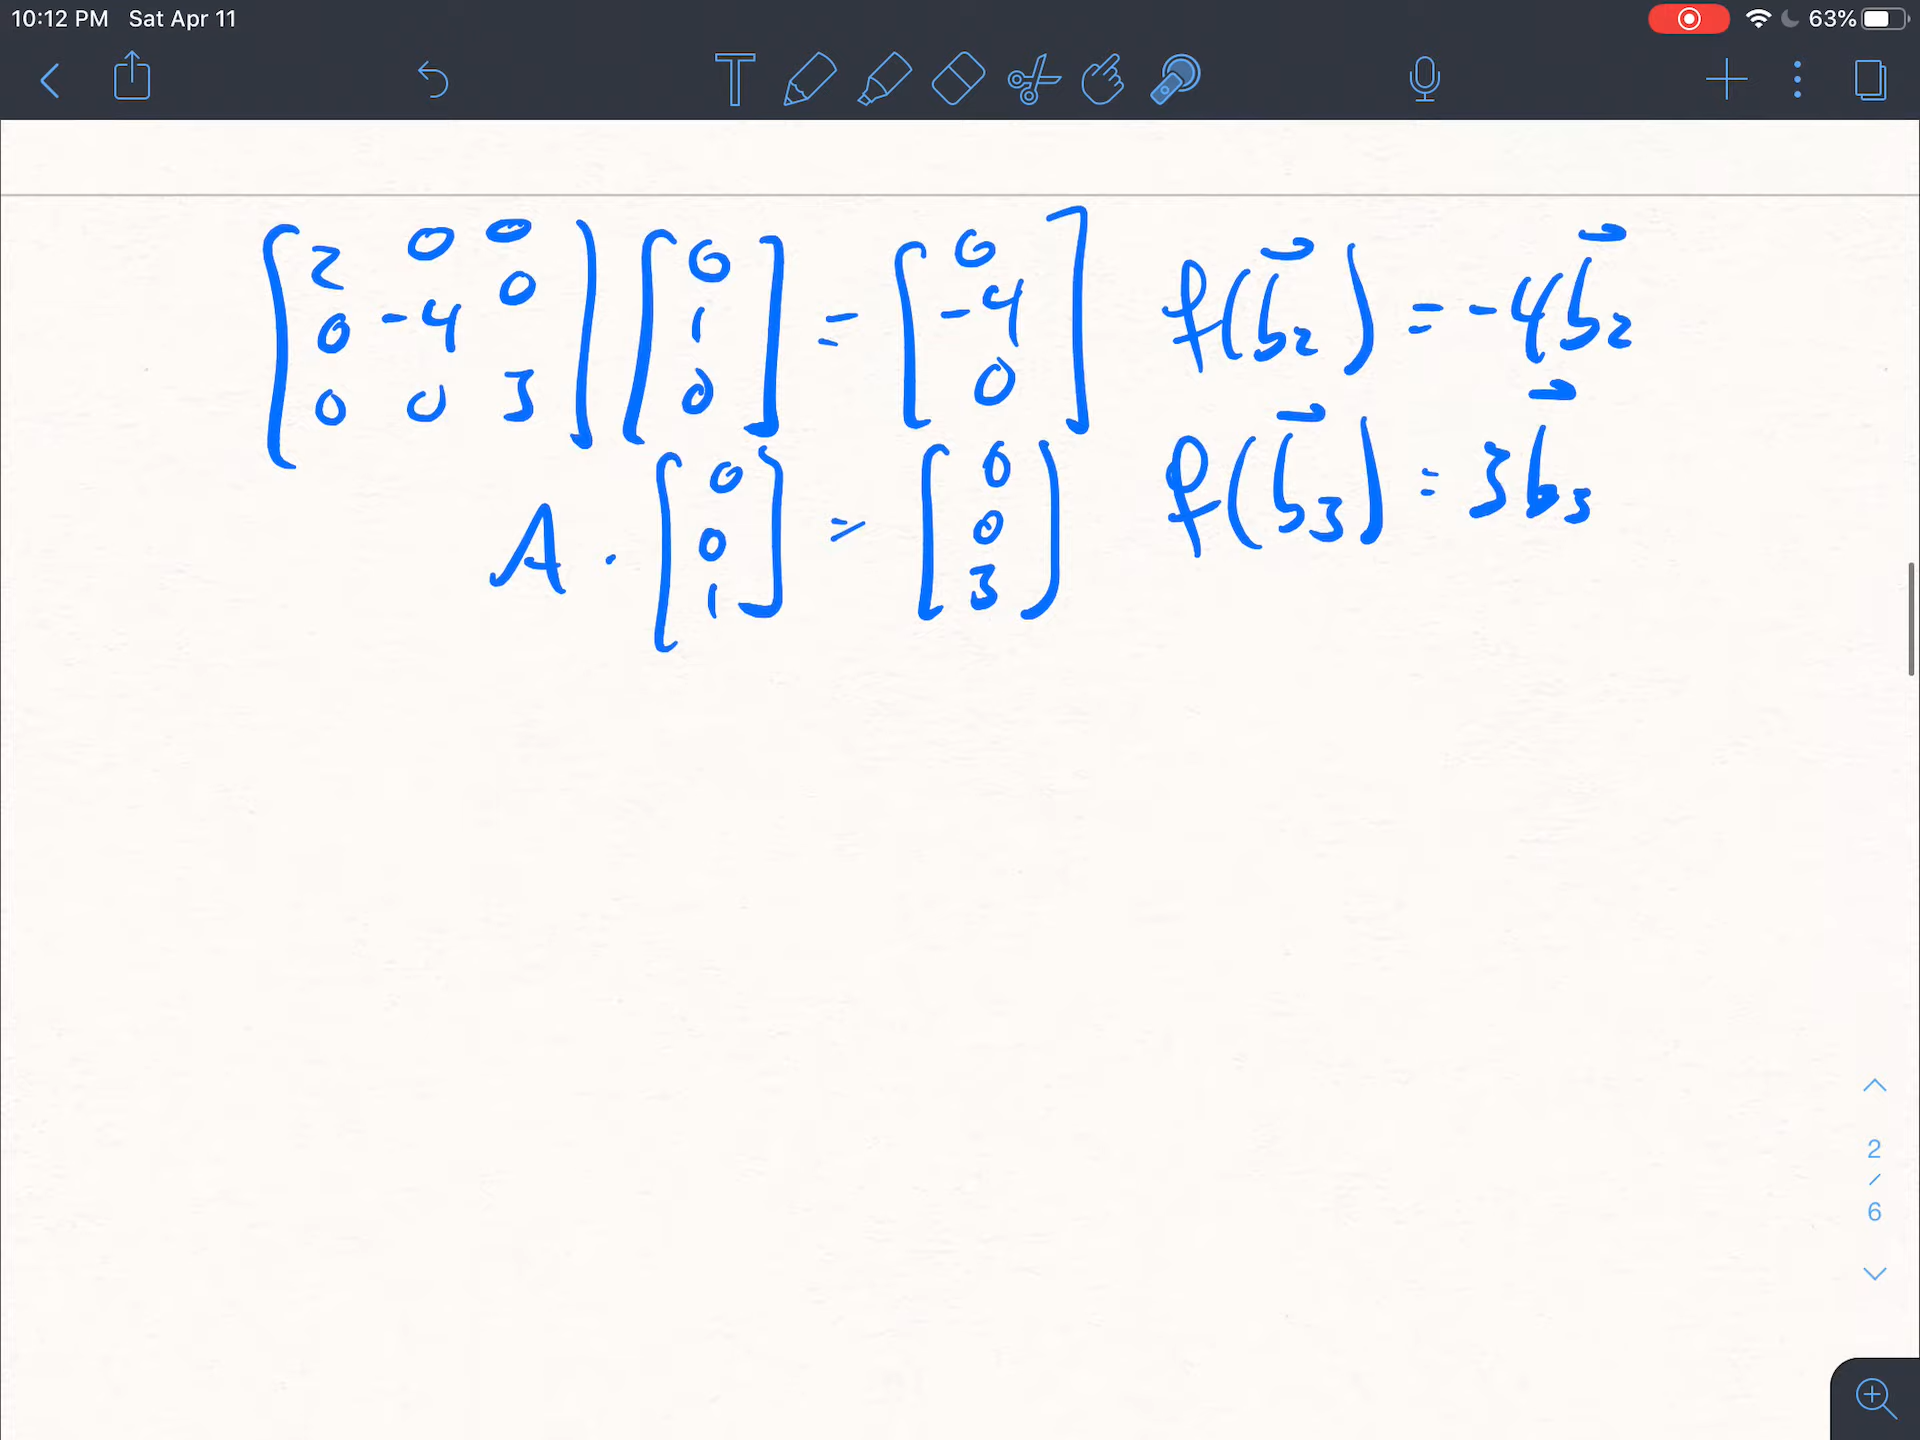 10:12 PM Sat Apr 11 63%
T
[2 0 0] [0] = [0] f(b⃗2) = -4b⃗2
[0 -4 0] [1] [-4]
[0 0 3] [0] [0]
A · [0] = [0] f(b⃗3) = 3b⃗3
[0] [0]
[1] [3]
2
/
6